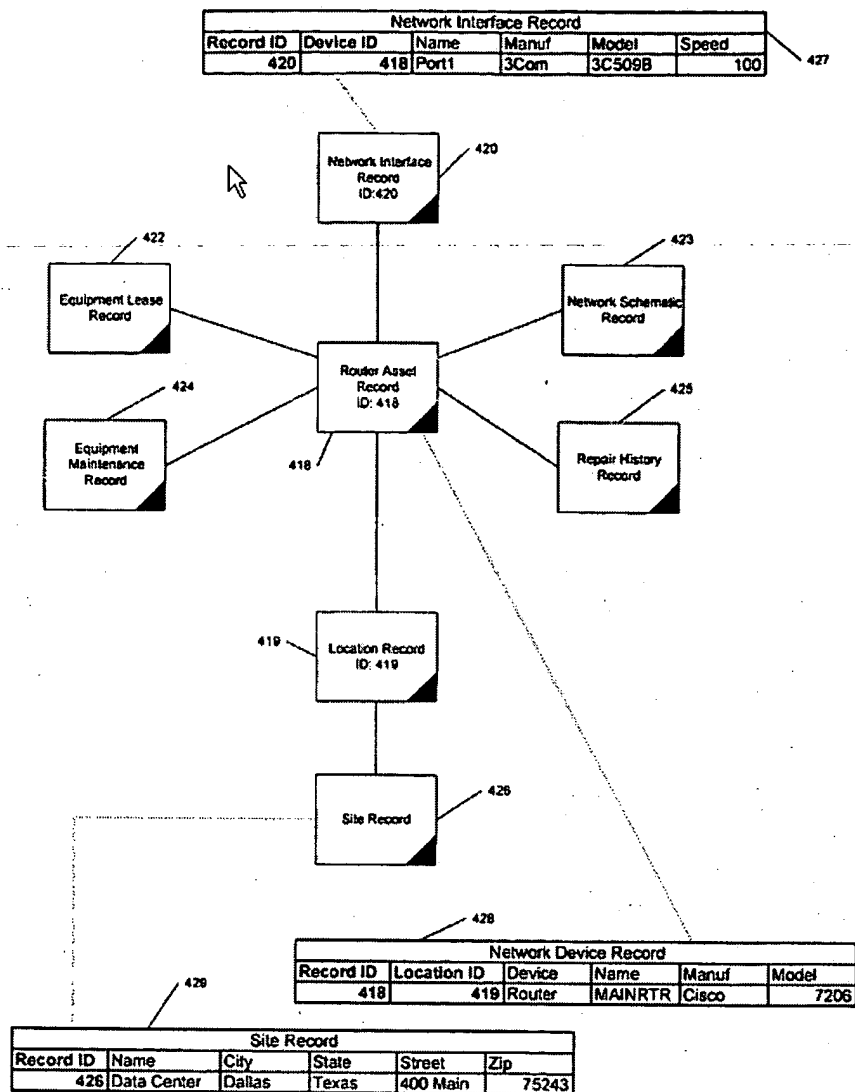 Network Interface Record
Record ID Device ID Name Manuf Model Speed
420 418 Port1 3Com 3C509B 100
427
Network Interface
Record
ID:420
420
422
Equipment Lease
Record
423
Network Schematic
Record
Router Asset
Record
ID: 418
418
424
Equipment
Maintenance
Record
425
Repair History
Record
419
Location Record
ID: 419
426
Site Record
428
Network Device Record
Record ID Location ID Device Name Manuf Model
418 419 Router MAINRTR Cisco 7206
429
Site Record
Record ID Name City State Street Zip
426 Data Center Dallas Texas 400 Main 75243